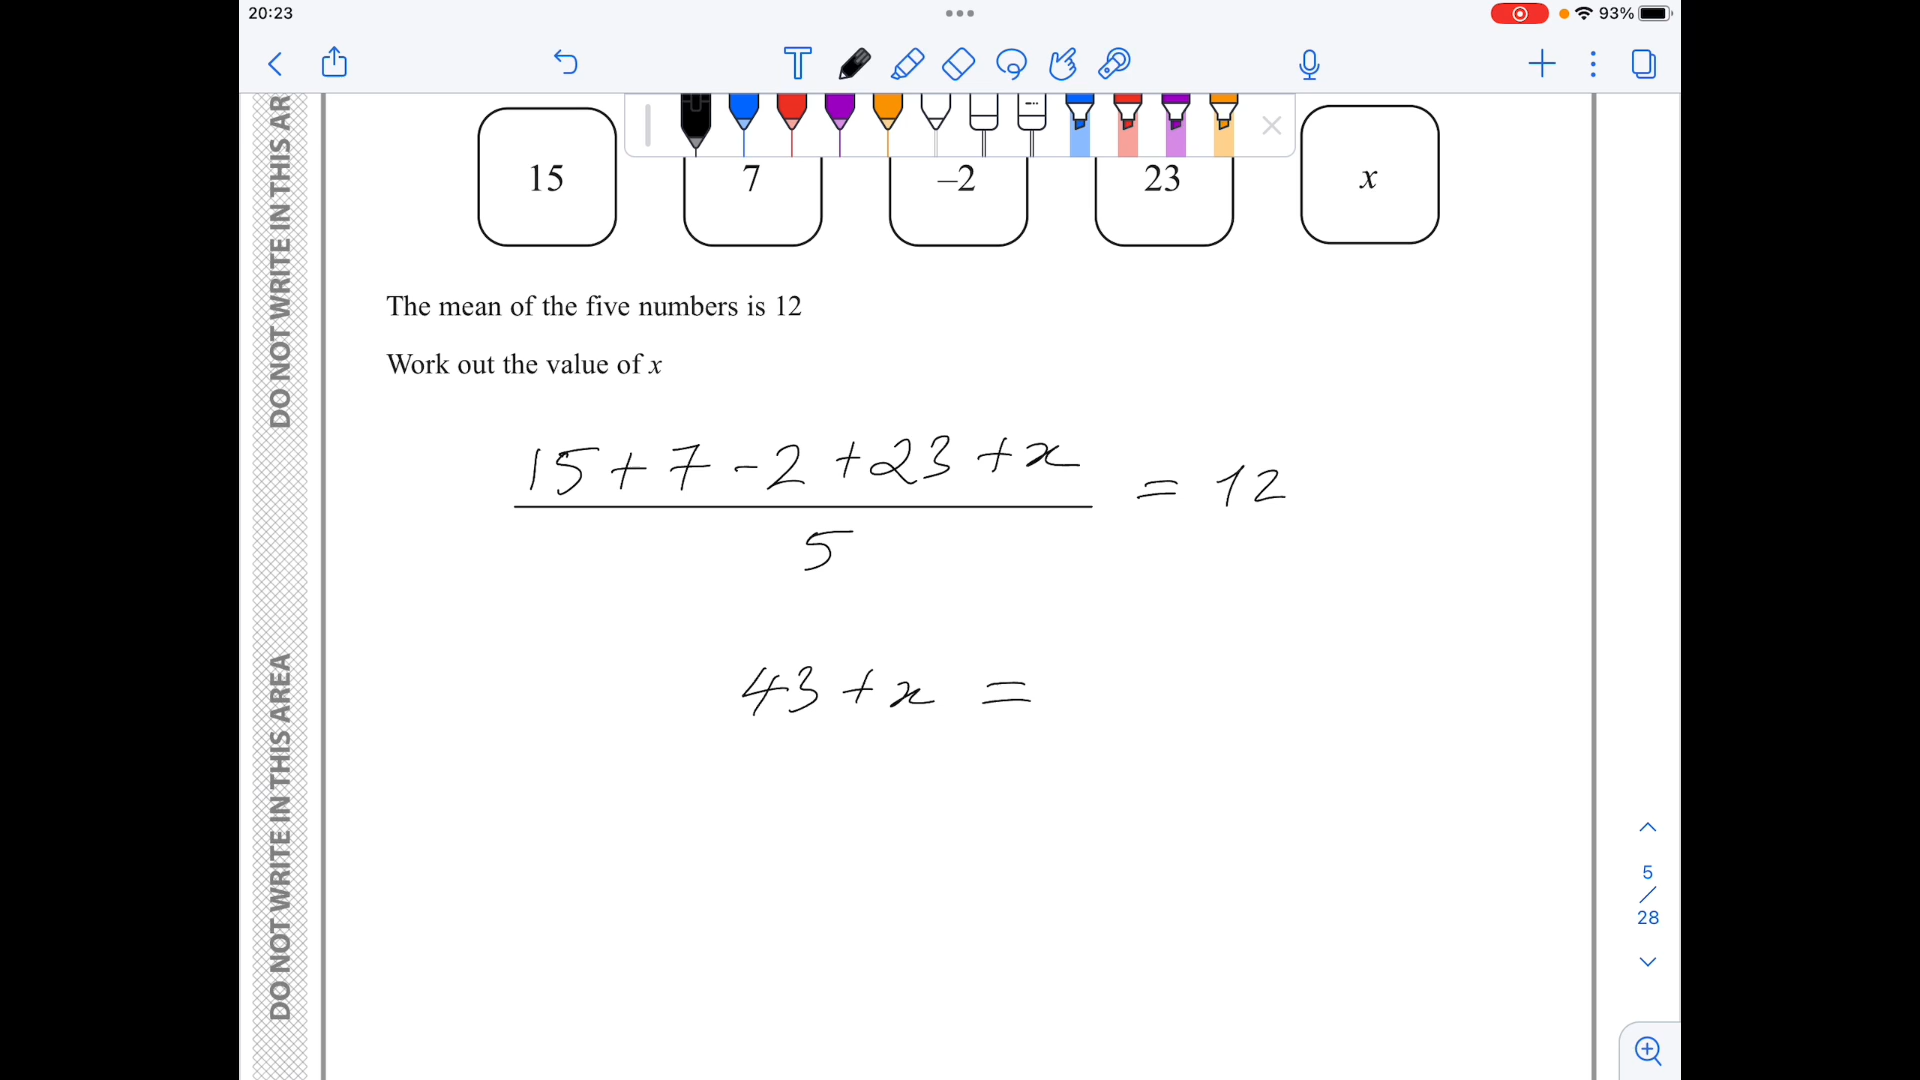 20:23
93%
15 7 –2 23 x
The mean of the five numbers is 12
Work out the value of x
15 + 7 - 2 + 23 + x = 12
5
43 + x =
DO NOT WRITE IN THIS AR
DO NOT WRITE IN THIS AREA
5
/
28